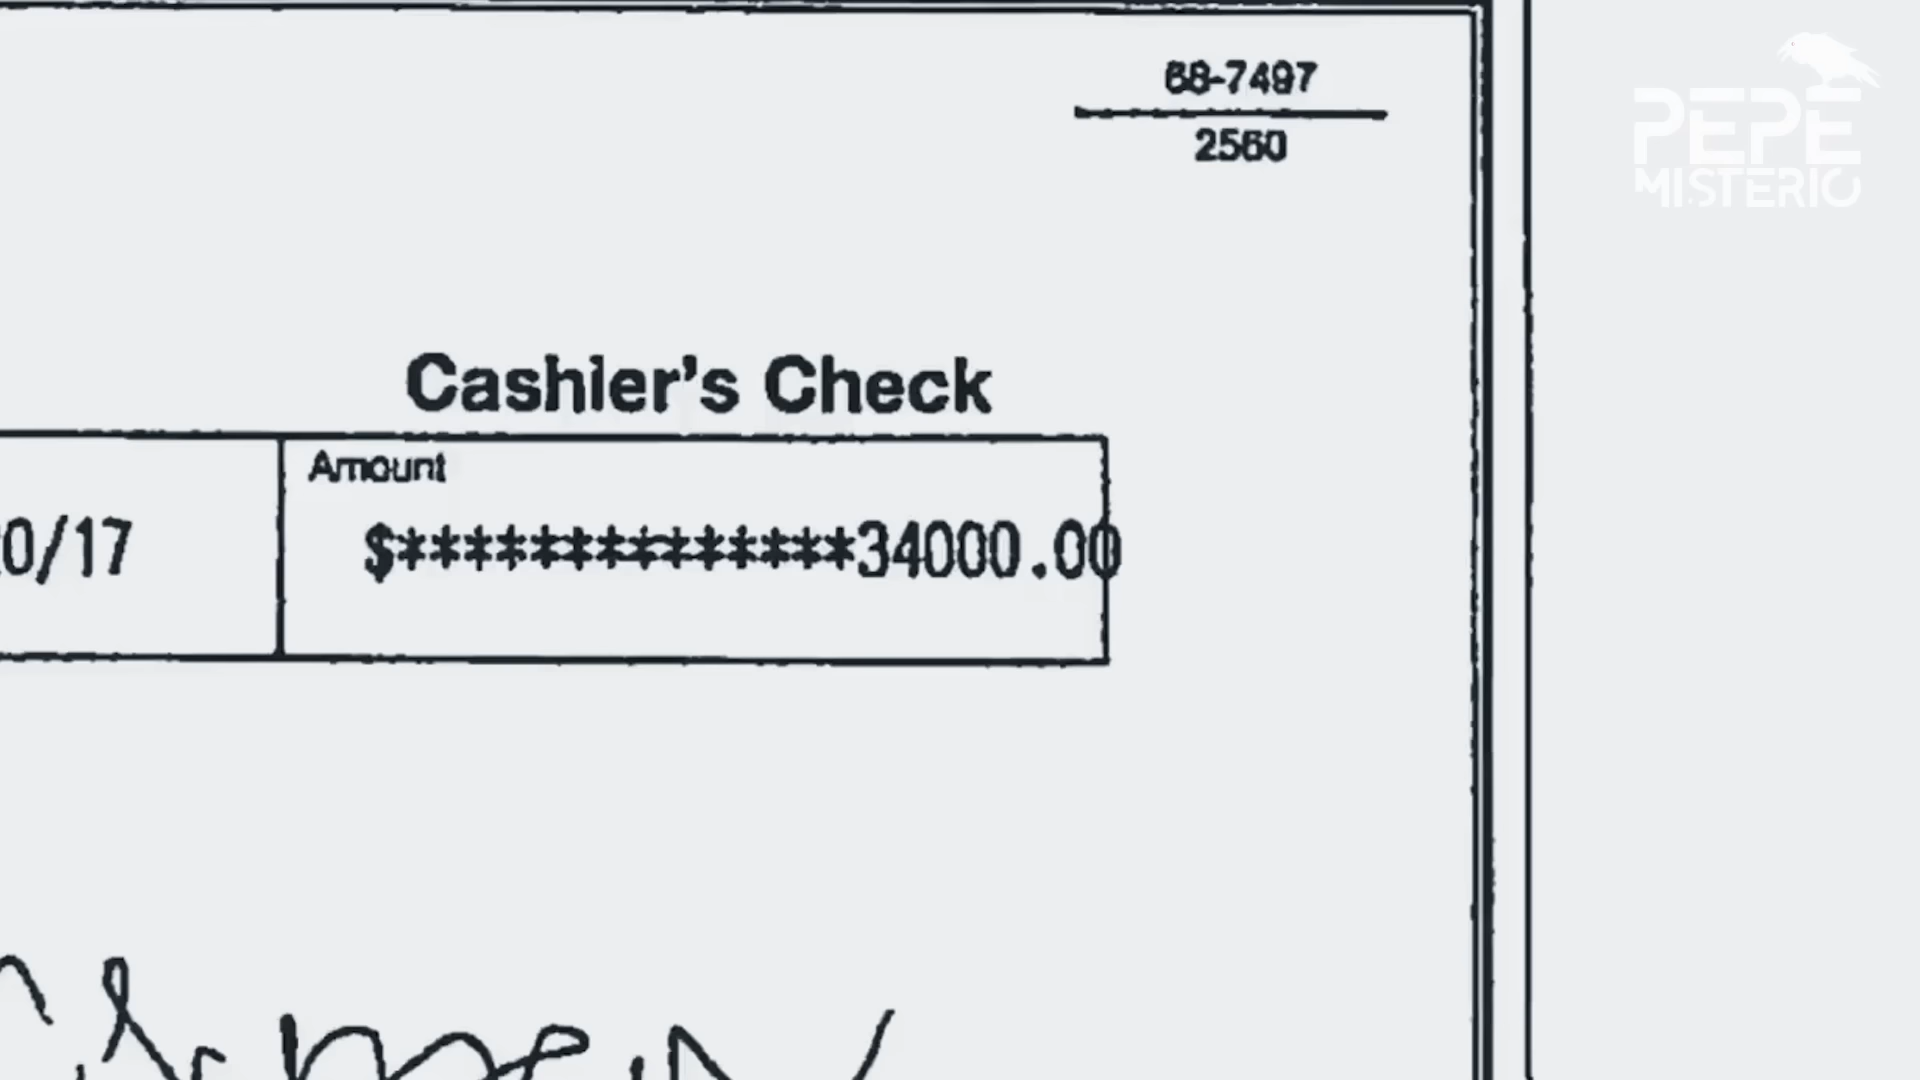 68-7497
2560
PEPE
MISTERIO
Cashier's Check
Amount
0/17
$**************34000.00